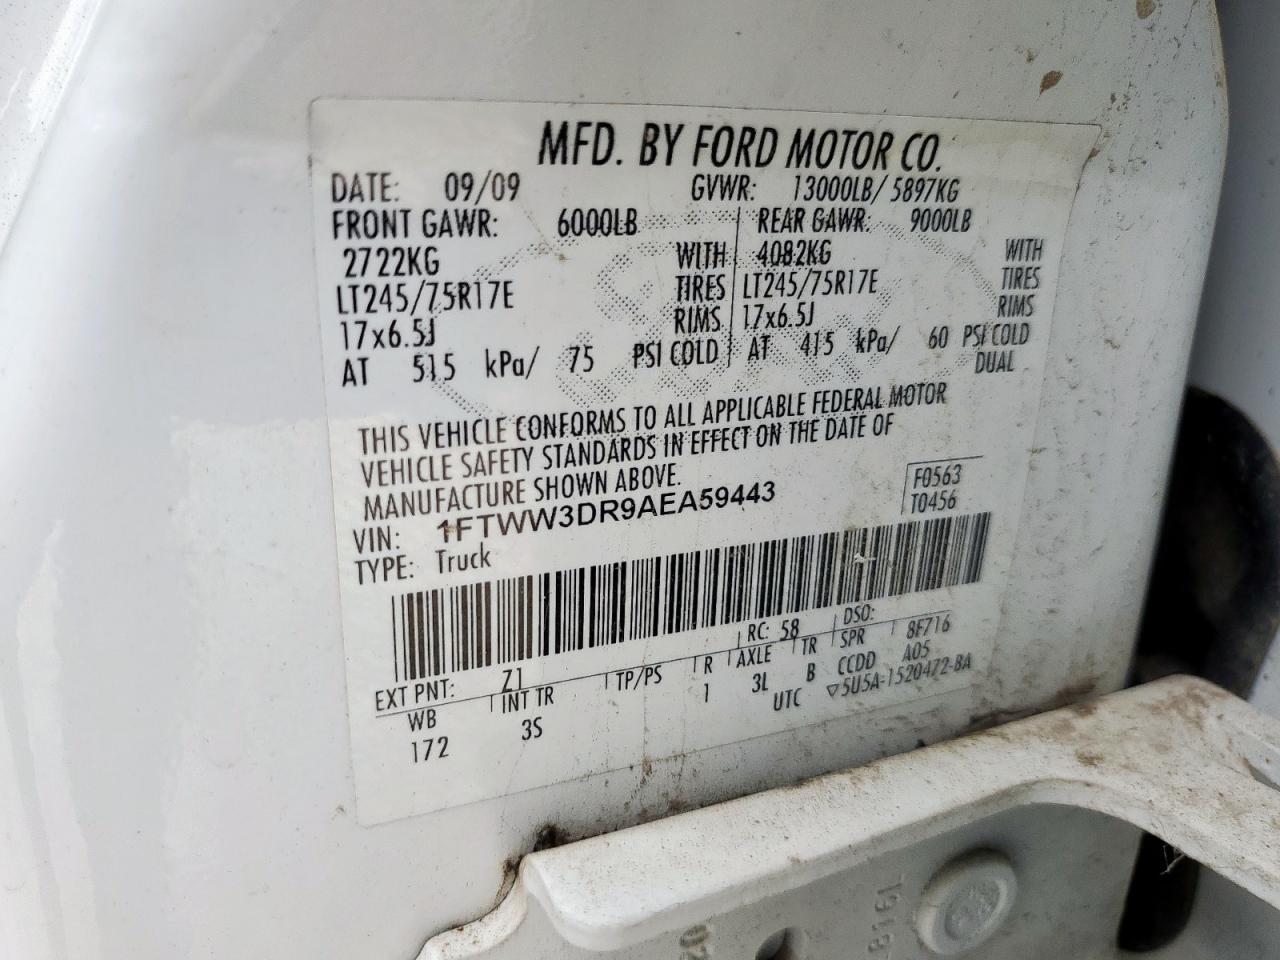 MFD. BY FORD MOTOR CO.
DATE: 09/09 GVWR: 13000LB/ 5897KG
FRONT GAWR: 6000LB REAR GAWR: 9000LB
2722KG WITH 4082KG WITH
LT245/75R17E TIRES LT245/75R17E TIRES
17x6.5J RIMS 17x6.5J RIMS
AT 515 kPa/ 75 PSI COLD AT 415 kPa/ 60 PSI COLD
DUAL
THIS VEHICLE CONFORMS TO ALL APPLICABLE FEDERAL MOTOR
VEHICLE SAFETY STANDARDS IN EFFECT ON THE DATE OF
MANUFACTURE SHOWN ABOVE.
F0563
T0456
VIN: 1FTWW3DR9AEA59443
TYPE: Truck
EXT PNT: Z1 RC: 58 DSO:
WB INT TR TP/PS R AXLE TR SPR 8F716
172 3S 1 3L B CCDD A05
UTC ▽5U5A-1520472-BA